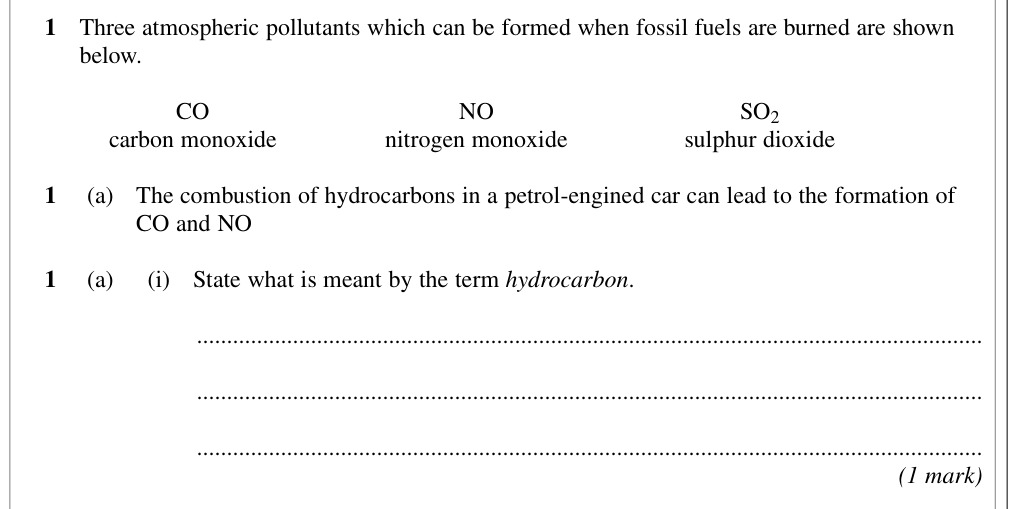 1 Three atmospheric pollutants which can be formed when fossil fuels are burned are shown
below.
CO NO SO₂
carbon monoxide nitrogen monoxide sulphur dioxide
1 (a) The combustion of hydrocarbons in a petrol-engined car can lead to the formation of
CO and NO
1 (a) (i) State what is meant by the term hydrocarbon.
(1 mark)